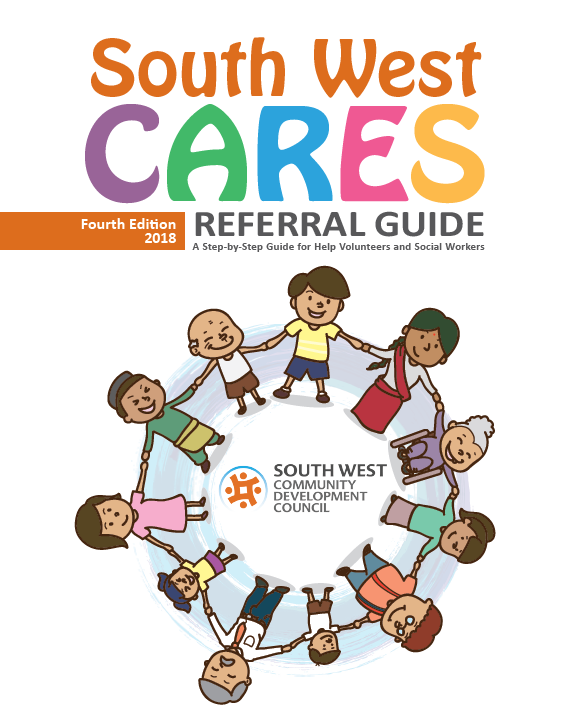 South West
CARES
Fourth Edition
2018
REFERRAL GUIDE
A Step-by-Step Guide for Help Volunteers and Social Workers
SOUTH WEST
COMMUNITY
DEVELOPMENT
COUNCIL